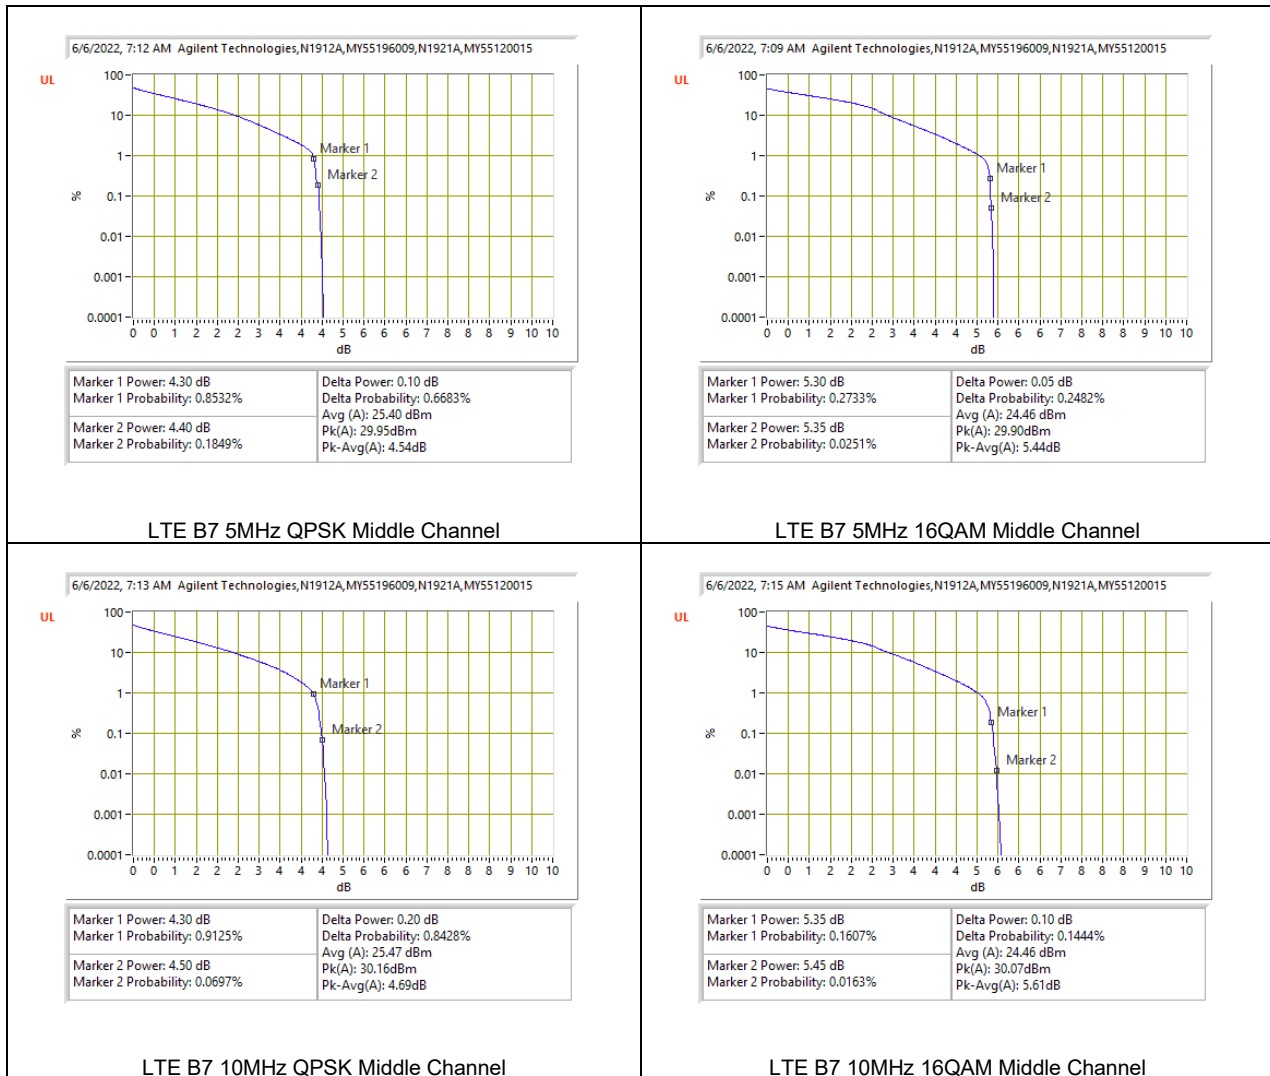 6/6/2022, 7:12 AM Agilent Technologies,N1912A,MY55196009,N1921A,MY55120015
UL
100
10
1
0.1
0.01
0.001
0.0001
%
Marker 1
Marker 2
0 0 1 2 2 2 3 4 4 4 5 6 6 6 7 8 8 8 9 10 10
dB
Marker 1 Power: 4.30 dB
Marker 1 Probability: 0.8532%
Marker 2 Power: 4.40 dB
Marker 2 Probability: 0.1849%
Delta Power: 0.10 dB
Delta Probability: 0.6683%
Avg (A): 25.40 dBm
Pk(A): 29.95dBm
Pk-Avg(A): 4.54dB
LTE B7 5MHz QPSK Middle Channel
6/6/2022, 7:09 AM Agilent Technologies,N1912A,MY55196009,N1921A,MY55120015
UL
100
10
1
0.1
0.01
0.001
0.0001
%
Marker 1
Marker 2
0 0 1 2 2 2 3 4 4 4 5 6 6 6 7 8 8 8 9 10 10
dB
Marker 1 Power: 5.30 dB
Marker 1 Probability: 0.2733%
Marker 2 Power: 5.35 dB
Marker 2 Probability: 0.0251%
Delta Power: 0.05 dB
Delta Probability: 0.2482%
Avg (A): 24.46 dBm
Pk(A): 29.90dBm
Pk-Avg(A): 5.44dB
LTE B7 5MHz 16QAM Middle Channel
6/6/2022, 7:13 AM Agilent Technologies,N1912A,MY55196009,N1921A,MY55120015
UL
100
10
1
0.1
0.01
0.001
0.0001
%
Marker 1
Marker 2
0 0 1 2 2 2 3 4 4 4 5 6 6 6 7 8 8 8 9 10 10
dB
Marker 1 Power: 4.30 dB
Marker 1 Probability: 0.9125%
Marker 2 Power: 4.50 dB
Marker 2 Probability: 0.0697%
Delta Power: 0.20 dB
Delta Probability: 0.8428%
Avg (A): 25.47 dBm
Pk(A): 30.16dBm
Pk-Avg(A): 4.69dB
LTE B7 10MHz QPSK Middle Channel
6/6/2022, 7:15 AM Agilent Technologies,N1912A,MY55196009,N1921A,MY55120015
UL
100
10
1
0.1
0.01
0.001
0.0001
%
Marker 1
Marker 2
0 0 1 2 2 2 3 4 4 4 5 6 6 6 7 8 8 8 9 10 10
dB
Marker 1 Power: 5.35 dB
Marker 1 Probability: 0.1607%
Marker 2 Power: 5.45 dB
Marker 2 Probability: 0.0163%
Delta Power: 0.10 dB
Delta Probability: 0.1444%
Avg (A): 24.46 dBm
Pk(A): 30.07dBm
Pk-Avg(A): 5.61dB
LTE B7 10MHz 16QAM Middle Channel